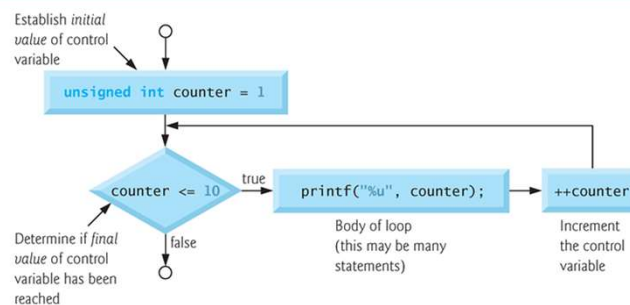 Establish initial
value of control
variable
unsigned int counter = 1
counter <= 10
true
printf("%u", counter);
++counter
false
Body of loop
(this may be many
statements)
Increment
the control
variable
Determine if final
value of control
variable has been
reached